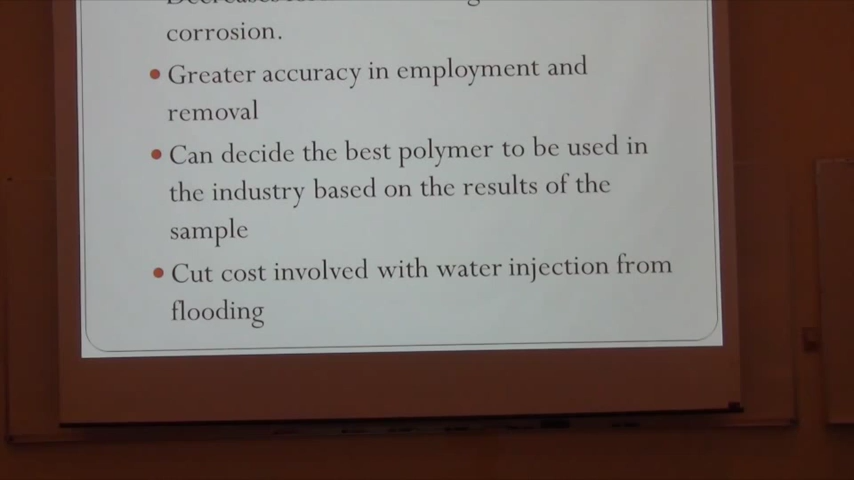 corrosion.
Greater accuracy in employment and
removal
Can decide the best polymer to be used in
the industry based on the results of the
sample
Cut cost involved with water injection from
flooding